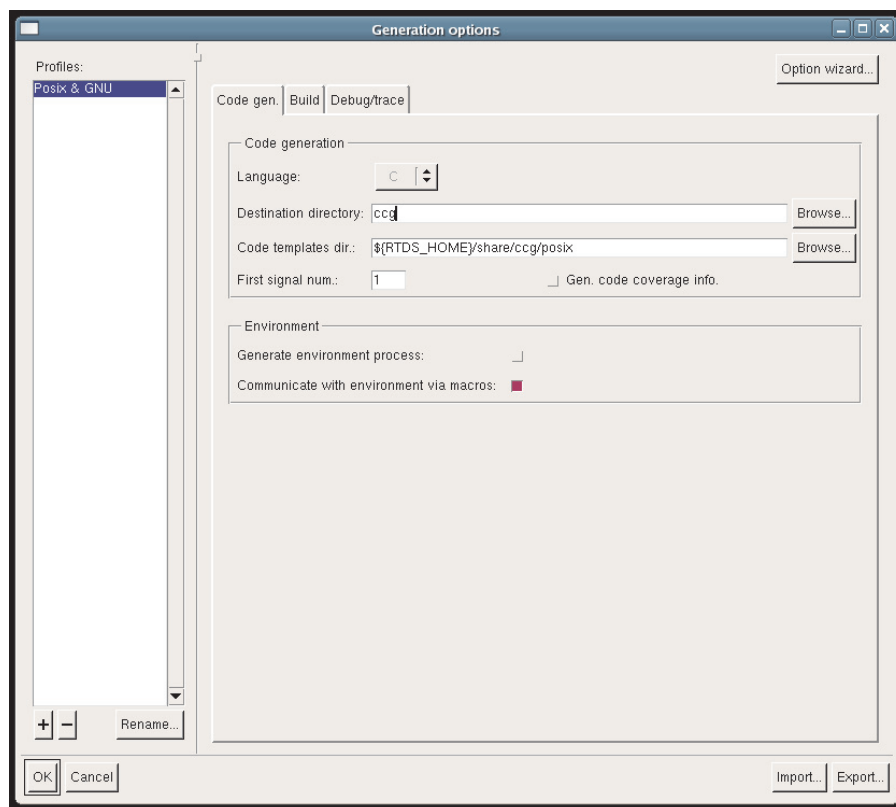 Generation options
Profiles:
Posix & GNU
Option wizard...
Code gen. Build Debug/trace
Code generation
Language: C
Destination directory: ccg Browse...
Code templates dir.: ${RTDS_HOME}/share/ccg/posix Browse...
First signal num.: 1 Gen. code coverage info.
Environment
Generate environment process:
Communicate with environment via macros:
+ − Rename...
OK Cancel Import... Export...